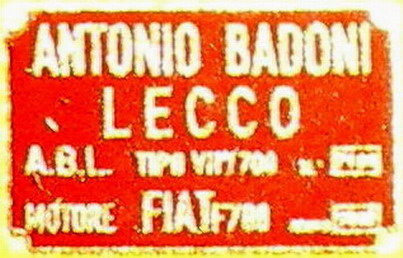 ANTONIO BADONI
LECCO
A.B.L. TIPO
MOTORE FIAT F700